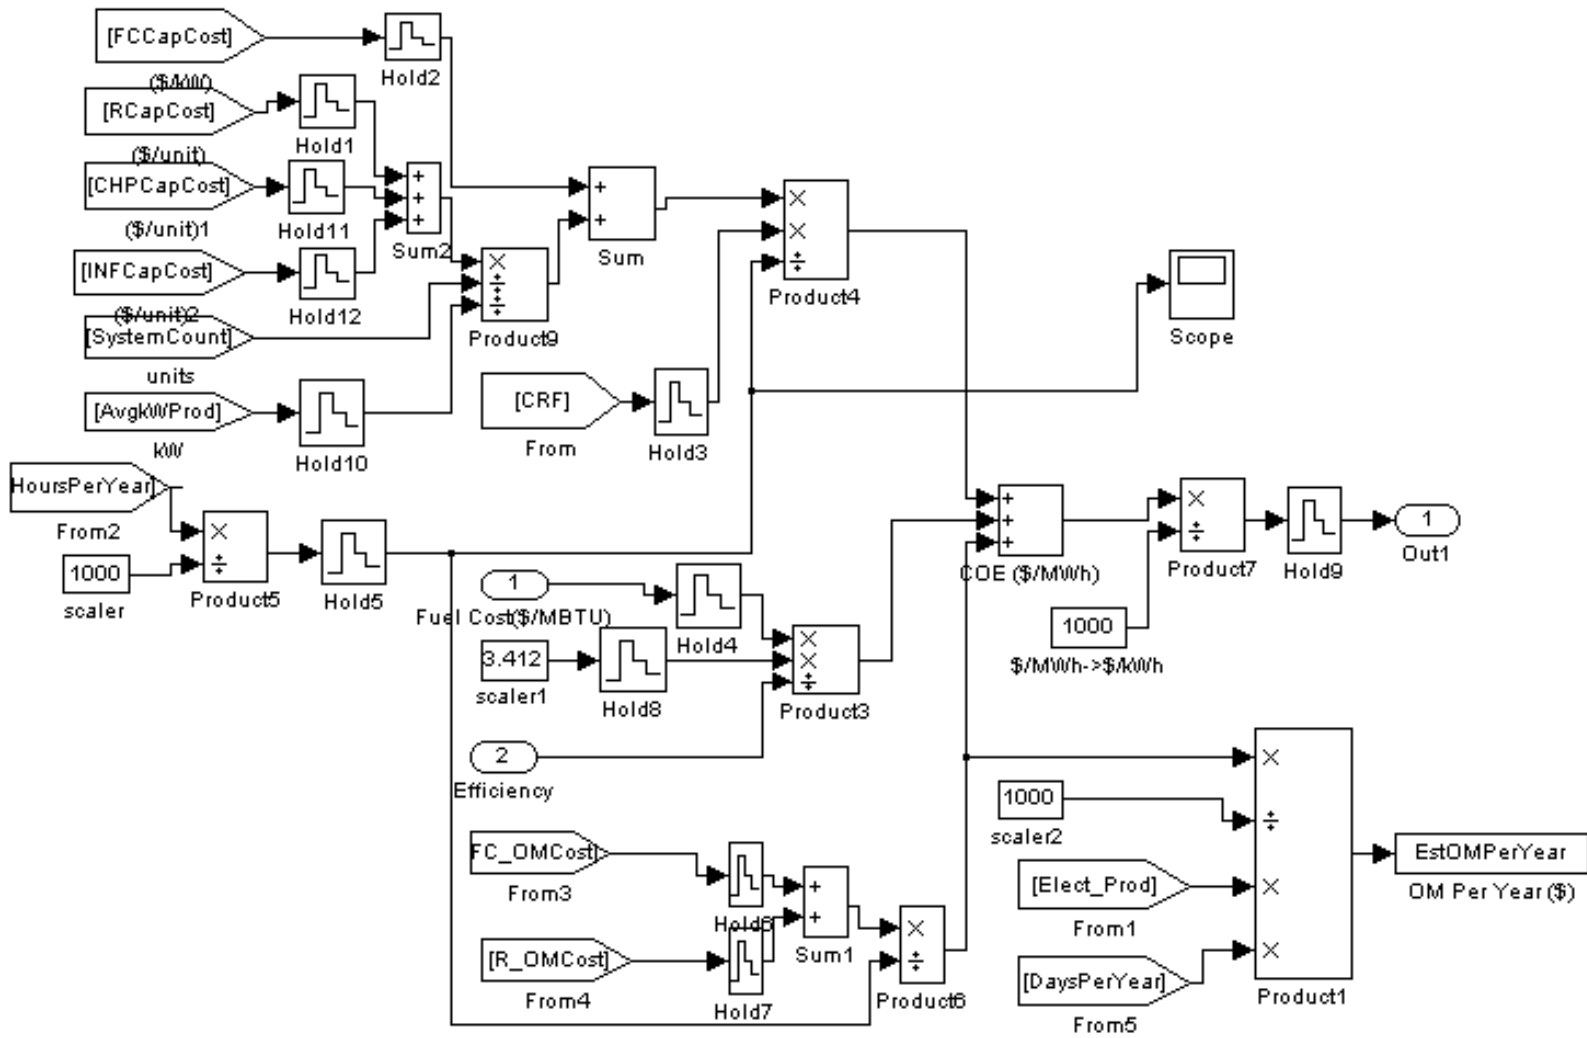 [FCCapCost]
Hold2
($/kW)
[RCapCost]
Hold1
($/unit)
[CHPCapCost]
Hold11
+
+
+
Sum2
($/unit)1
[INFCapCost]
Hold12
($/unit)2
[SystemCount]
units
[AvgkWProd]
kW
Hold10
×
÷
÷
Product9
+
+
Sum
×
×
÷
Product4
Scope
[CRF]
From
Hold3
HoursPerYear]
From2
1000
scaler
×
÷
Product5
Hold5
1
Fuel Cost($/MBTU)
Hold4
3.412
scaler1
Hold8
×
×
÷
Product3
2
Efficiency
+
+
+
COE ($/MWh)
×
÷
Product7
Hold9
1
Out1
1000
$/MWh->$/kWh
FC_OMCost]
From3
Hold6
[R_OMCost]
From4
Hold7
+
+
Sum1
×
÷
Product6
1000
scaler2
[Elect_Prod]
From1
[DaysPerYear]
From5
×
÷
×
×
Product1
EstOMPerYear
OM Per Year ($)